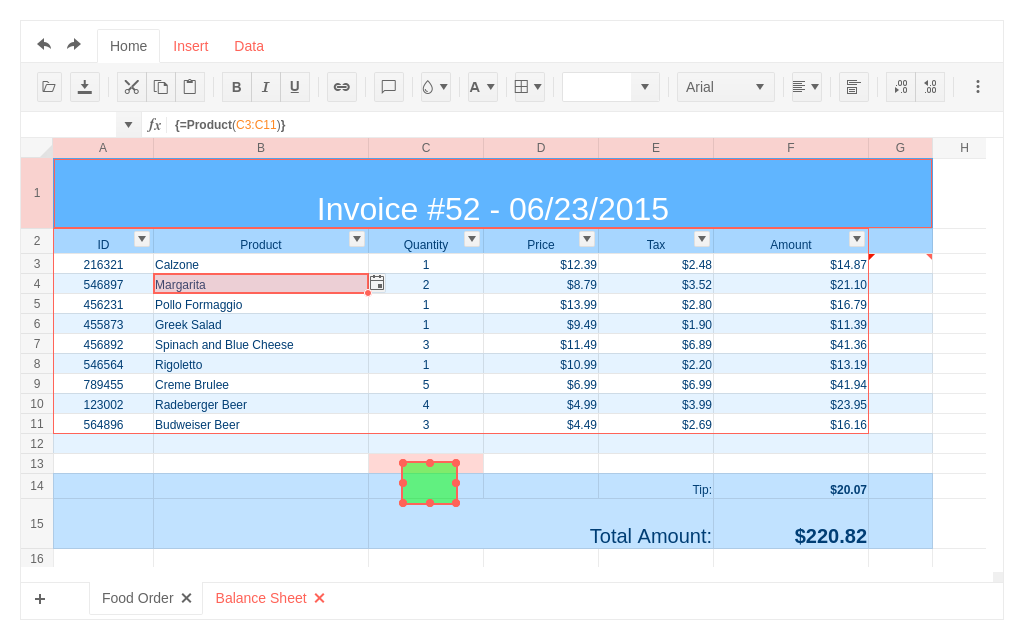 Home Insert Data
B I U A Arial .00 .0 .0 .00
fx {=Product(C3:C11)}
A B C D E F G H
1 Invoice #52 - 06/23/2015
2 ID Product Quantity Price Tax Amount
3 216321 Calzone 1 $12.39 $2.48 $14.87
4 546897 Margarita 2 $8.79 $3.52 $21.10
5 456231 Pollo Formaggio 1 $13.99 $2.80 $16.79
6 455873 Greek Salad 1 $9.49 $1.90 $11.39
7 456892 Spinach and Blue Cheese 3 $11.49 $6.89 $41.36
8 546564 Rigoletto 1 $10.99 $2.20 $13.19
9 789455 Creme Brulee 5 $6.99 $6.99 $41.94
10 123002 Radeberger Beer 4 $4.99 $3.99 $23.95
11 564896 Budweiser Beer 3 $4.49 $2.69 $16.16
12
13
14 Tip: $20.07
15 Total Amount: $220.82
16
Food Order Balance Sheet